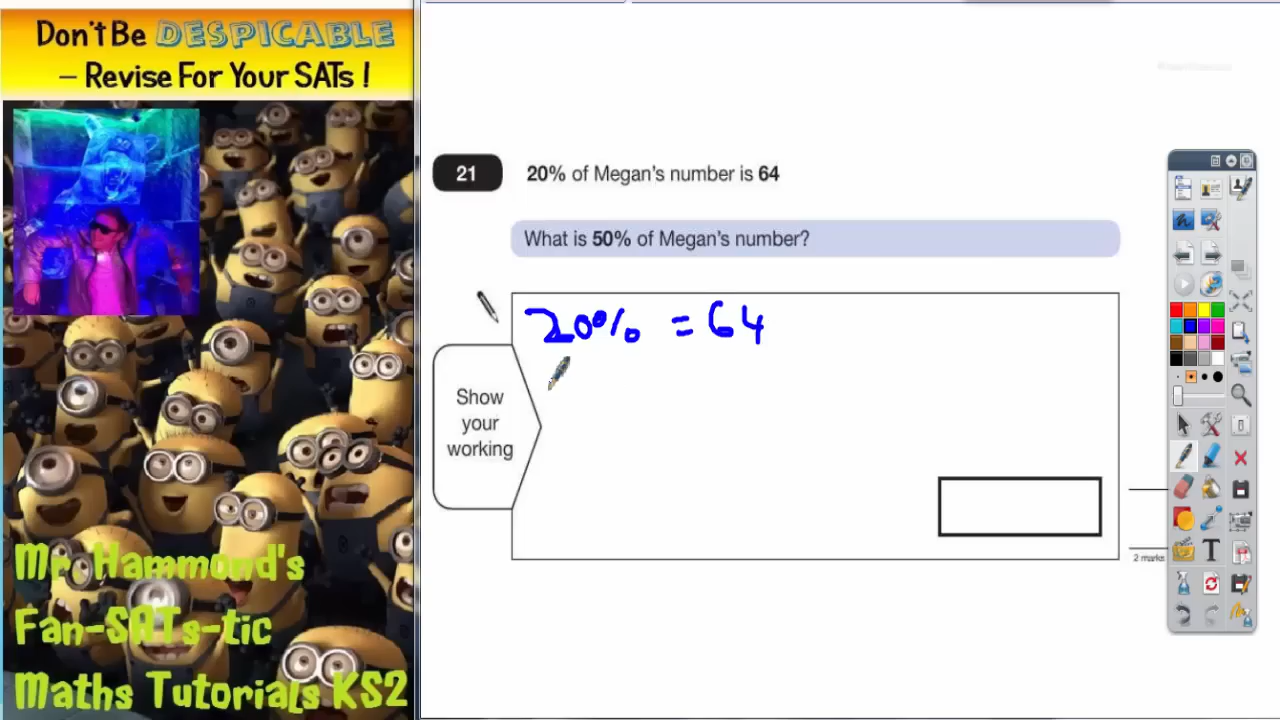 Don't Be DESPICABLE
– Revise For Your SATs !
Mr Hammond's
Fan-SATs-tic
Maths Tutorials KS2
21
20% of Megan's number is 64
What is 50% of Megan's number?
20% = 64
Show
your
working
2 marks
T